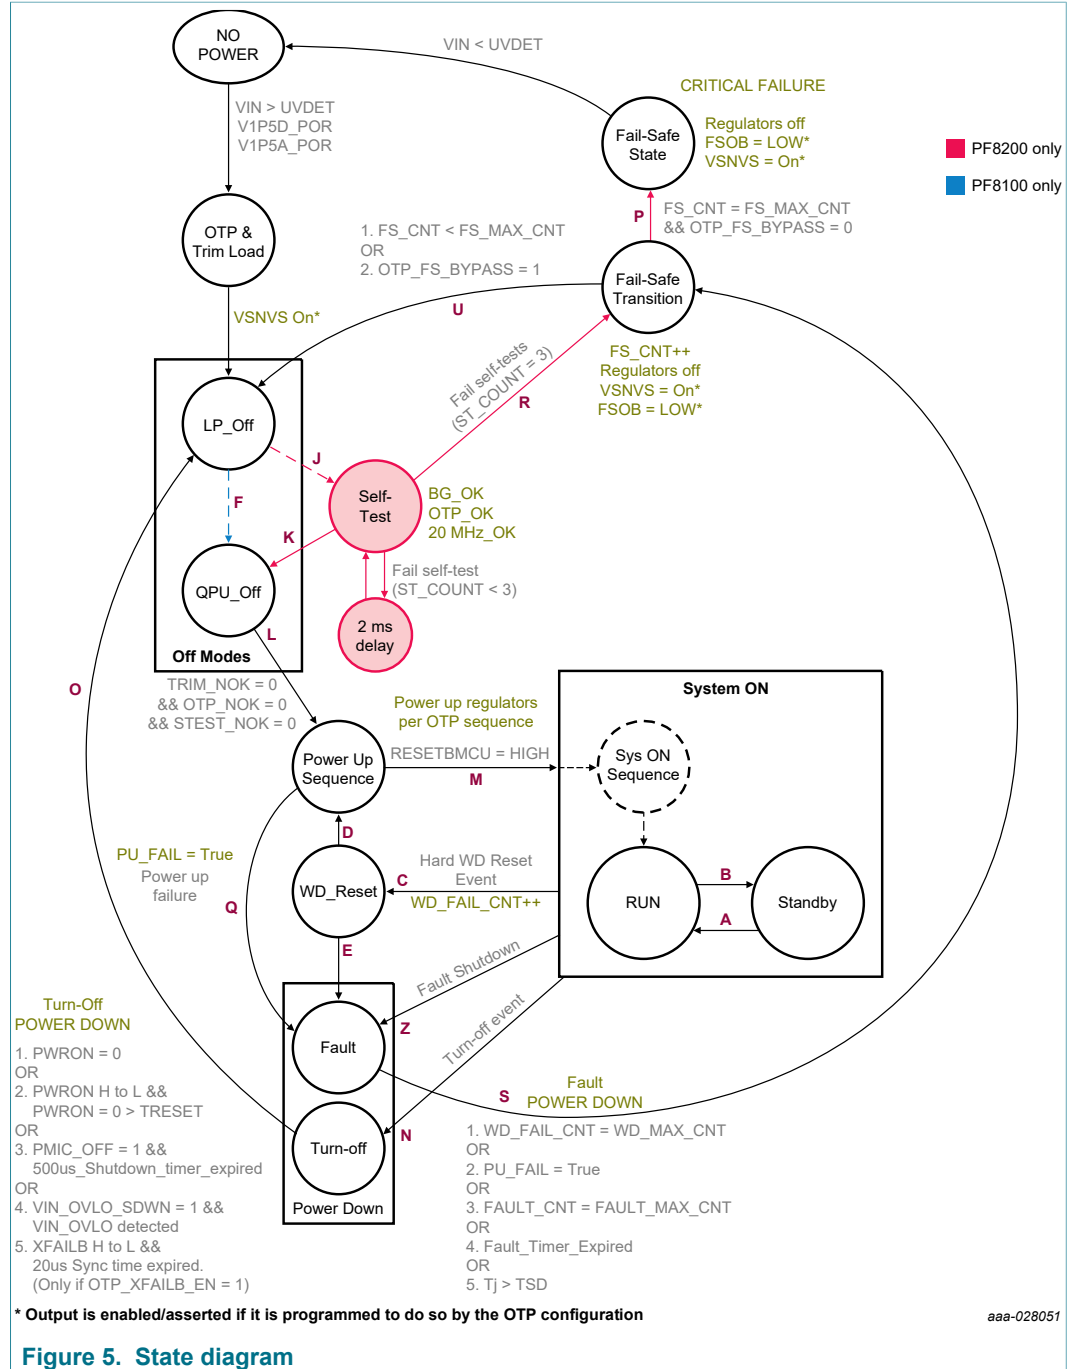 NO
POWER
VIN < UVDET
CRITICAL FAILURE
VIN > UVDET
V1P5D_POR
V1P5A_POR
Fail-Safe
State
Regulators off
FSOB = LOW*
VSNVS = On*
PF8200 only
PF8100 only
P
FS_CNT = FS_MAX_CNT
&& OTP_FS_BYPASS = 0
OTP &
Trim Load
1. FS_CNT < FS_MAX_CNT
OR
2. OTP_FS_BYPASS = 1
Fail-Safe
Transition
U
VSNVS On*
FS_CNT++
Regulators off
VSNVS = On*
FSOB = LOW*
Fail self-tests
(ST_COUNT = 3)
R
LP_Off
J
F
Self-
Test
BG_OK
OTP_OK
20 MHz_OK
K
QPU_Off
Fail self-test
(ST_COUNT < 3)
2 ms
delay
L
Off Modes
O
TRIM_NOK = 0
&& OTP_NOK = 0
&& STEST_NOK = 0
Power up regulators
per OTP sequence
System ON
Power Up
Sequence
RESETBMCU = HIGH
M
Sys ON
Sequence
D
PU_FAIL = True
Power up
failure
Q
WD_Reset
C
Hard WD Reset
Event
WD_FAIL_CNT++
RUN
B
A
Standby
E
Fault Shutdown
Z
Turn-off event
Fault
Turn-Off
POWER DOWN
1. PWRON = 0
OR
2. PWRON H to L &&
PWRON = 0 > TRESET
OR
3. PMIC_OFF = 1 &&
500us_Shutdown_timer_expired
OR
4. VIN_OVLO_SDWN = 1 &&
VIN_OVLO detected
5. XFAILB H to L &&
20us Sync time expired.
(Only if OTP_XFAILB_EN = 1)
N
Turn-off
Power Down
S
Fault
POWER DOWN
1. WD_FAIL_CNT = WD_MAX_CNT
OR
2. PU_FAIL = True
OR
3. FAULT_CNT = FAULT_MAX_CNT
OR
4. Fault_Timer_Expired
OR
5. Tj > TSD
* Output is enabled/asserted if it is programmed to do so by the OTP configuration
aaa-028051
Figure 5. State diagram